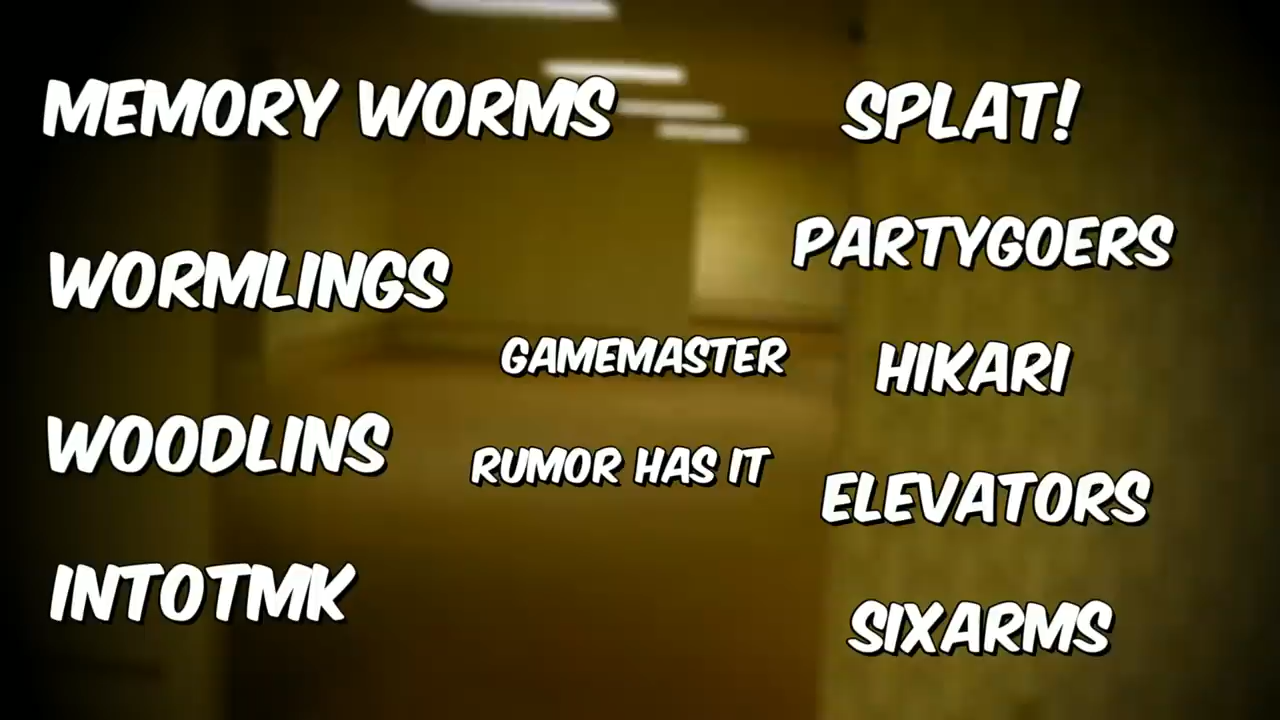 MEMORY WORMS
WORMLINGS
WOODLINS
INTOTMK
GAMEMASTER
RUMOR HAS IT
SPLAT!
PARTYGOERS
HIKARI
ELEVATORS
SIXARMS